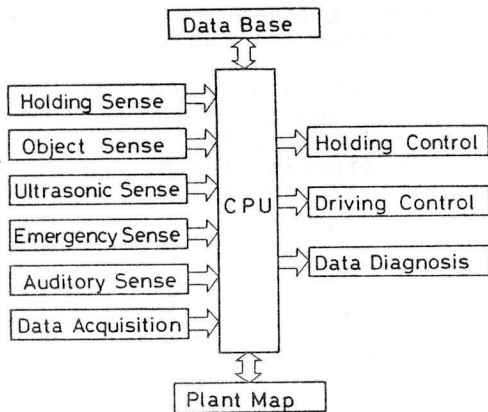 Data Base
Holding Sense
Object Sense
Ultrasonic Sense
Emergency Sense
Auditory Sense
Data Acquisition
CPU
Holding Control
Driving Control
Data Diagnosis
Plant Map